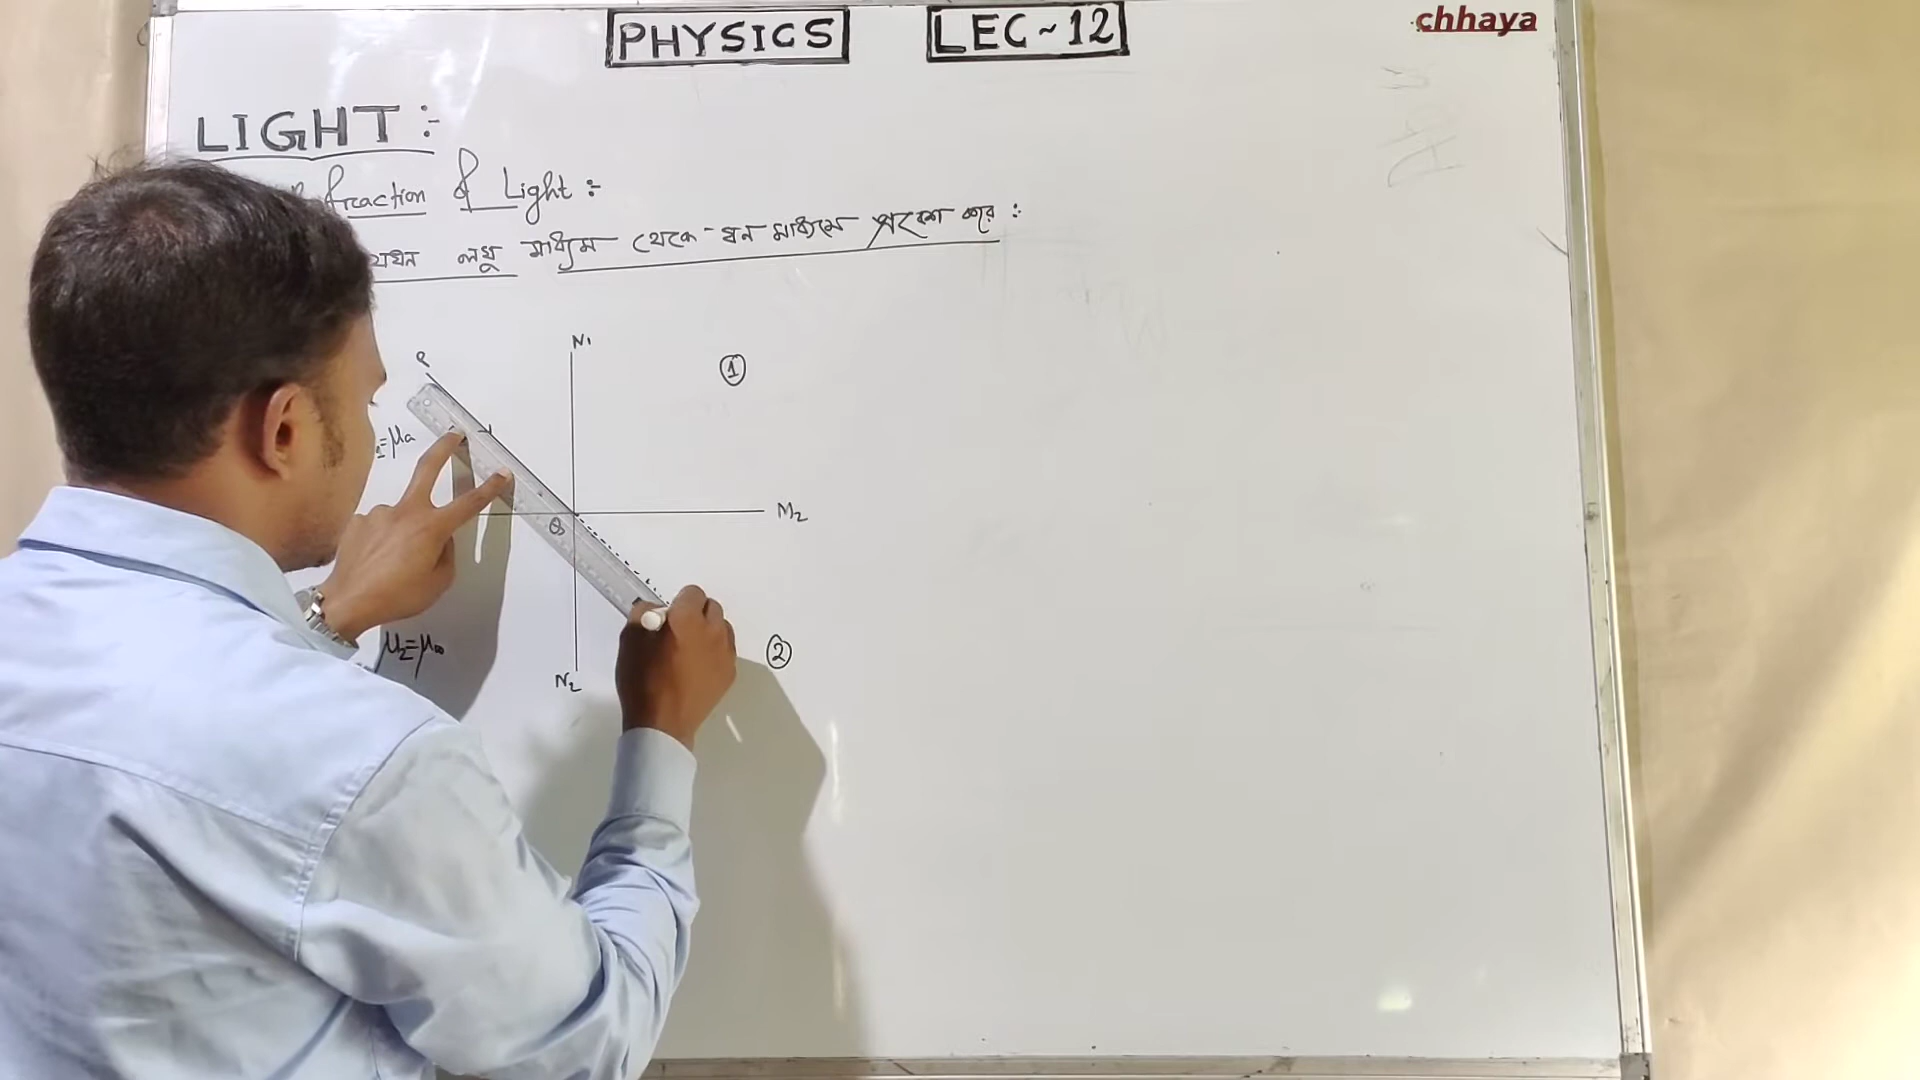 PHYSICS LEC~12
chhaya
LIGHT :-
fraction of Light :-
যখন লঘু মাধ্যম থেকে - ঘন মাধ্যমে প্রবেশ করে :
N₁
①
=μa
M₂
②
N₂